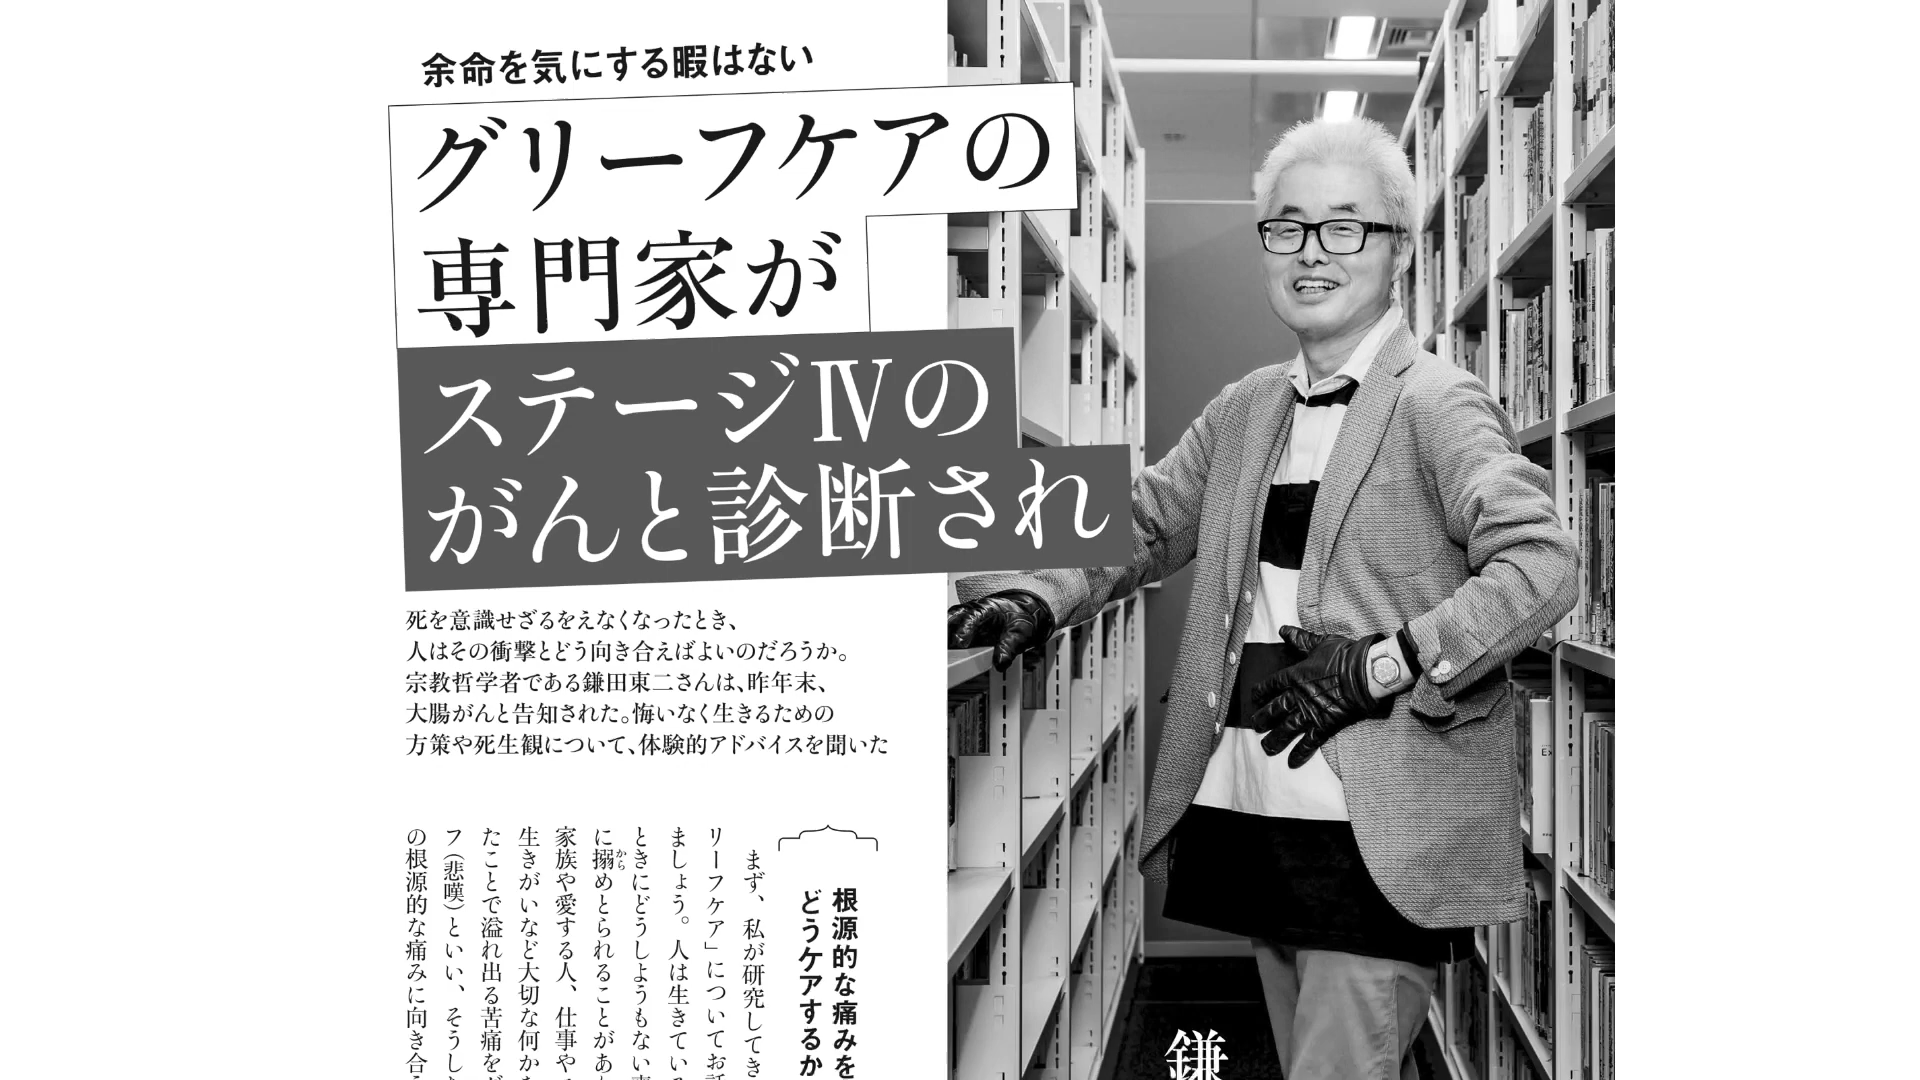 余命を気にする暇はない
グリーフケアの
専門家が
ステージⅣの
がんと診断され
死を意識せざるをえなくなったとき、
人はその衝撃とどう向き合えばよいのだろうか。
宗教哲学者である鎌田東二さんは、昨年末、
大腸がんと告知された。悔いなく生きるための
方策や死生観について、体験的アドバイスを聞いた
根源的な痛みを
どうケアするか
まず、私が研究してき
リーフケア」についてお話
ましょう。人は生きてい
ときにどうしようもない
に搦めとられることがあ
から
家族や愛する人、仕事や
生きがいなど大切な何か
たことで溢れ出る苦痛を
フ(悲嘆)といい、そうし
の根源的な痛みに向き合
鎌